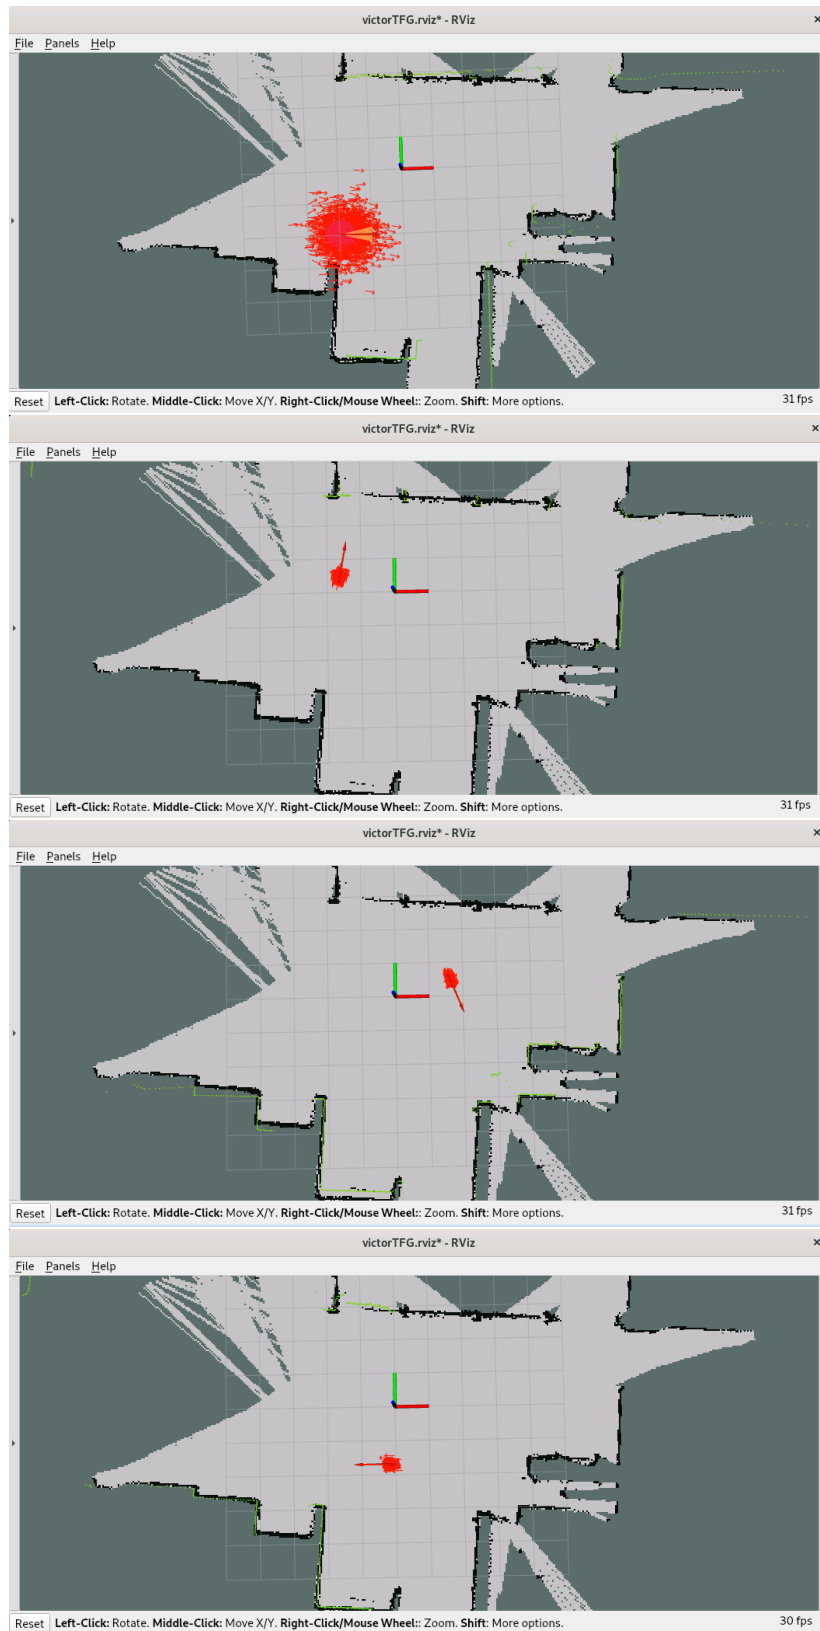 victorTFG.rviz* - RViz ×
File Panels Help
Reset Left-Click: Rotate. Middle-Click: Move X/Y. Right-Click/Mouse Wheel:: Zoom. Shift: More options. 31 fps
victorTFG.rviz* - RViz ×
File Panels Help
Reset Left-Click: Rotate. Middle-Click: Move X/Y. Right-Click/Mouse Wheel:: Zoom. Shift: More options. 31 fps
victorTFG.rviz* - RViz ×
File Panels Help
Reset Left-Click: Rotate. Middle-Click: Move X/Y. Right-Click/Mouse Wheel:: Zoom. Shift: More options. 31 fps
victorTFG.rviz* - RViz ×
File Panels Help
Reset Left-Click: Rotate. Middle-Click: Move X/Y. Right-Click/Mouse Wheel:: Zoom. Shift: More options. 30 fps